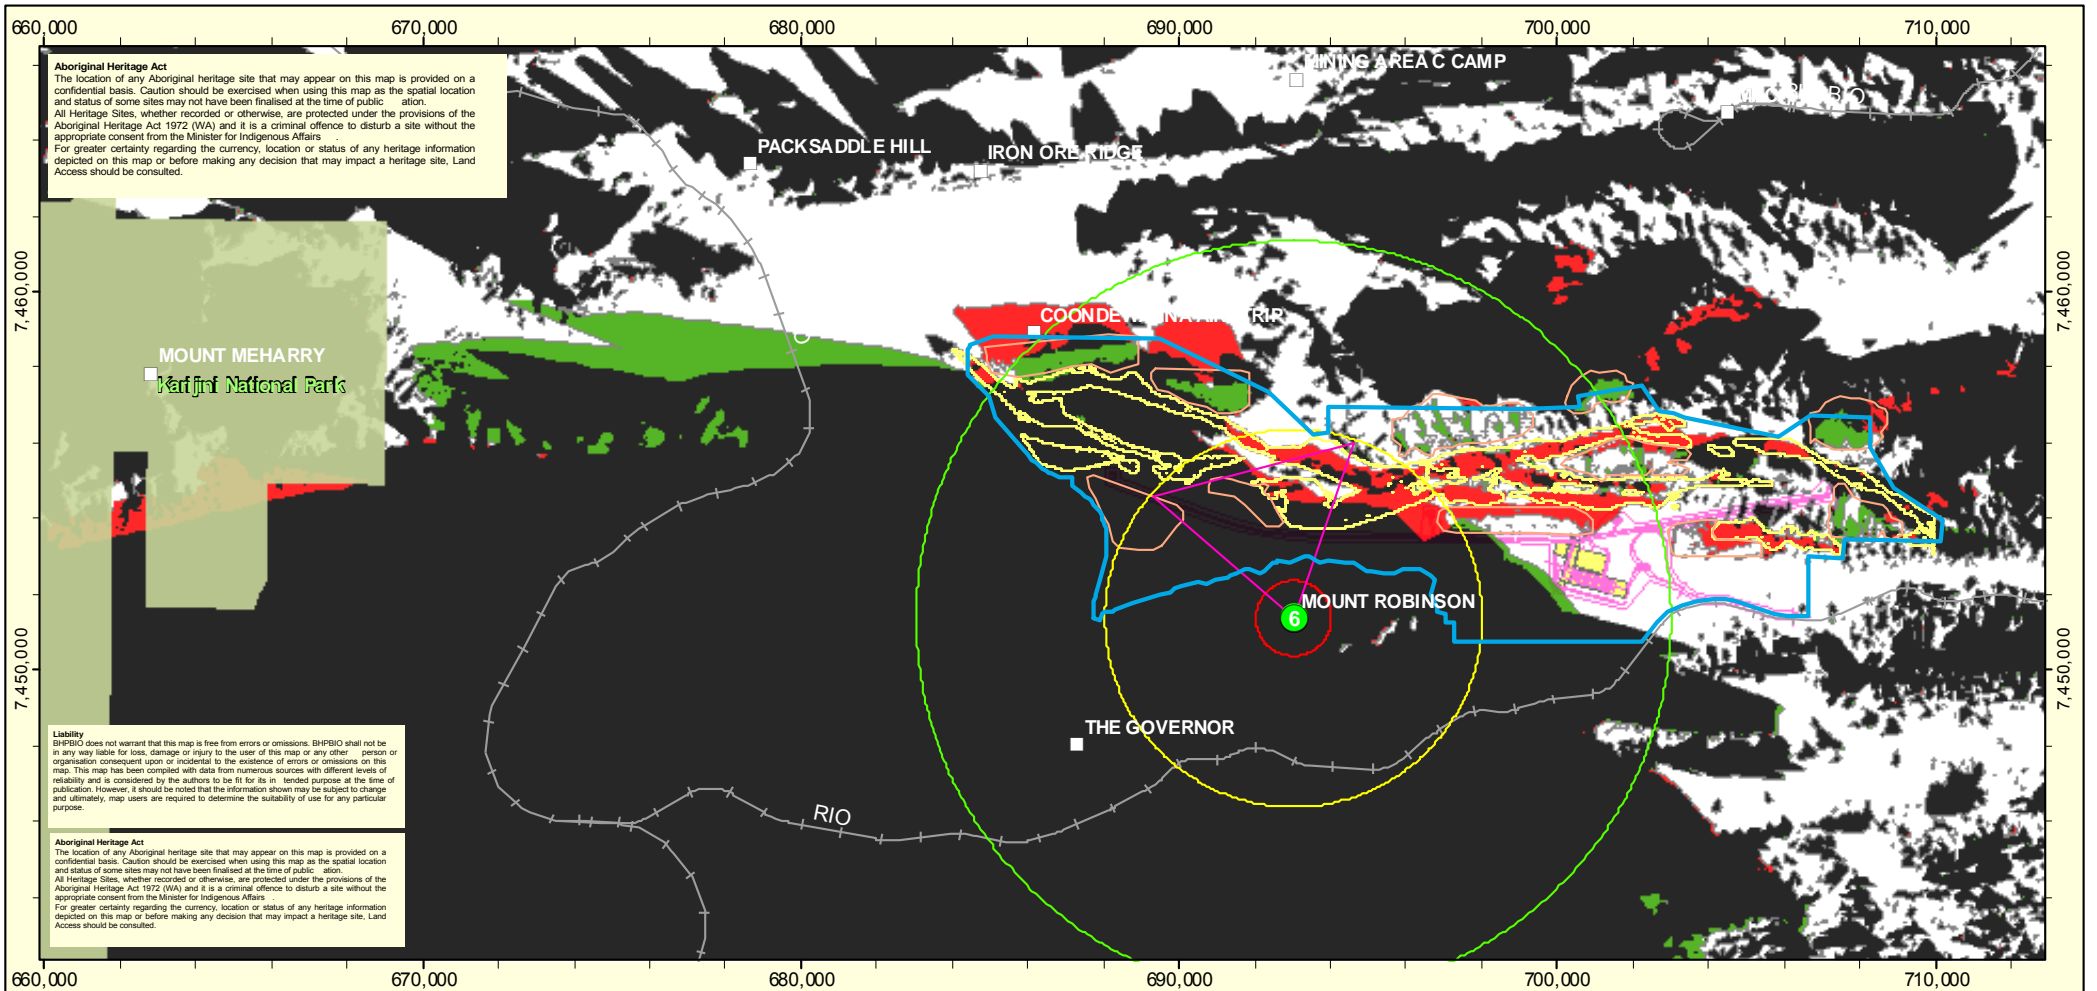 660,000 670,000 680,000 690,000 700,000 710,000
Aboriginal Heritage Act
The location of any Aboriginal heritage site that may appear on this map is provided on a
confidential basis. Caution should be exercised when using this map as the spatial location
and status of some sites may not have been finalised at the time of public ation.
All Heritage Sites, whether recorded or otherwise, are protected under the provisions of the
Aboriginal Heritage Act 1972 (WA) and it is a criminal offence to disturb a site without the
appropriate consent from the Minister for Indigenous Affairs .
For greater certainty regarding the currency, location or status of any heritage information
depicted on this map or before making any decision that may impact a heritage site, Land
Access should be consulted.
MINING AREA C CAMP
PACKSADDLE HILL
IRON ORE RIDGE
7,460,000
7,460,000
COONDEWANNA AIRSTRIP
MOUNT MEHARRY
Karijini National Park
MOUNT ROBINSON
6
7,450,000
7,450,000
THE GOVERNOR
RIO
Liability
BHPBIO does not warrant that this map is free from errors or omissions. BHPBIO shall not be
in any way liable for loss, damage or injury to the user of this map or any other person or
organisation consequent upon or incidental to the existence of errors or omissions on this
map. This map has been compiled with data from numerous sources with different levels of
reliability and is considered by the authors to be fit for its in tended purpose at the time of
publication. However, it should be noted that the information shown may be subject to change
and ultimately, map users are required to determine the suitability of use for any particular
purpose.
Aboriginal Heritage Act
The location of any Aboriginal heritage site that may appear on this map is provided on a
confidential basis. Caution should be exercised when using this map as the spatial location
and status of some sites may not have been finalised at the time of public ation.
All Heritage Sites, whether recorded or otherwise, are protected under the provisions of the
Aboriginal Heritage Act 1972 (WA) and it is a criminal offence to disturb a site without the
appropriate consent from the Minister for Indigenous Affairs .
For greater certainty regarding the currency, location or status of any heritage information
depicted on this map or before making any decision that may impact a heritage site, Land
Access should be consulted.
660,000 670,000 680,000 690,000 700,000 710,000